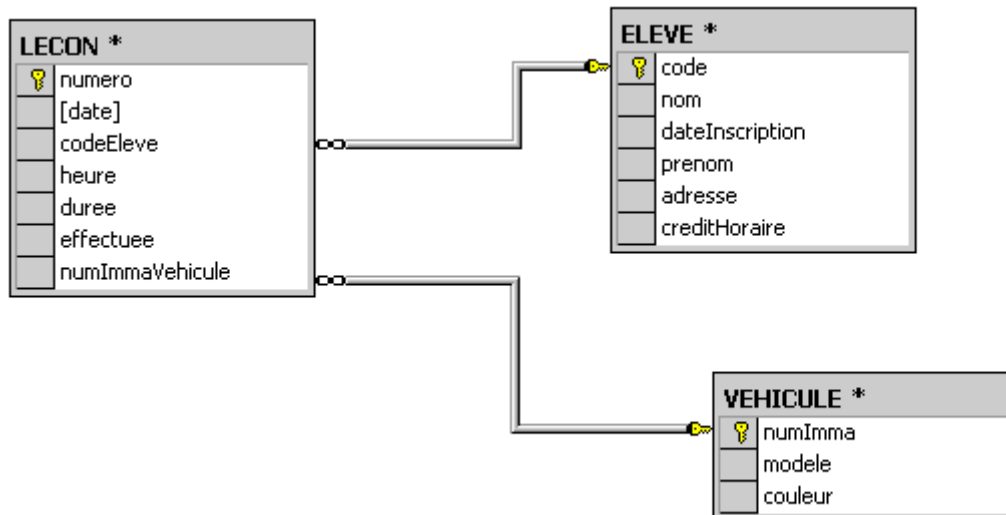 LECON *
numero
[date]
codeEleve
heure
duree
effectuee
numImmaVehicule
ELEVE *
code
nom
dateInscription
prenom
adresse
creditHoraire
VEHICULE *
numImma
modele
couleur